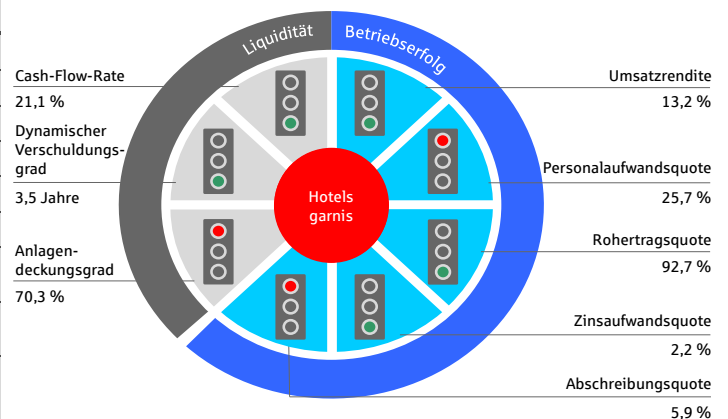 Liquidität
Betriebserfolg
Cash-Flow-Rate
21,1 %
Dynamischer
Verschuldungs-
grad
3,5 Jahre
Anlagen-
deckungsgrad
70,3 %
Hotels
garnis
Umsatzrendite
13,2 %
Personalaufwandsquote
25,7 %
Rohertragsquote
92,7 %
Zinsaufwandsquote
2,2 %
Abschreibungsquote
5,9 %